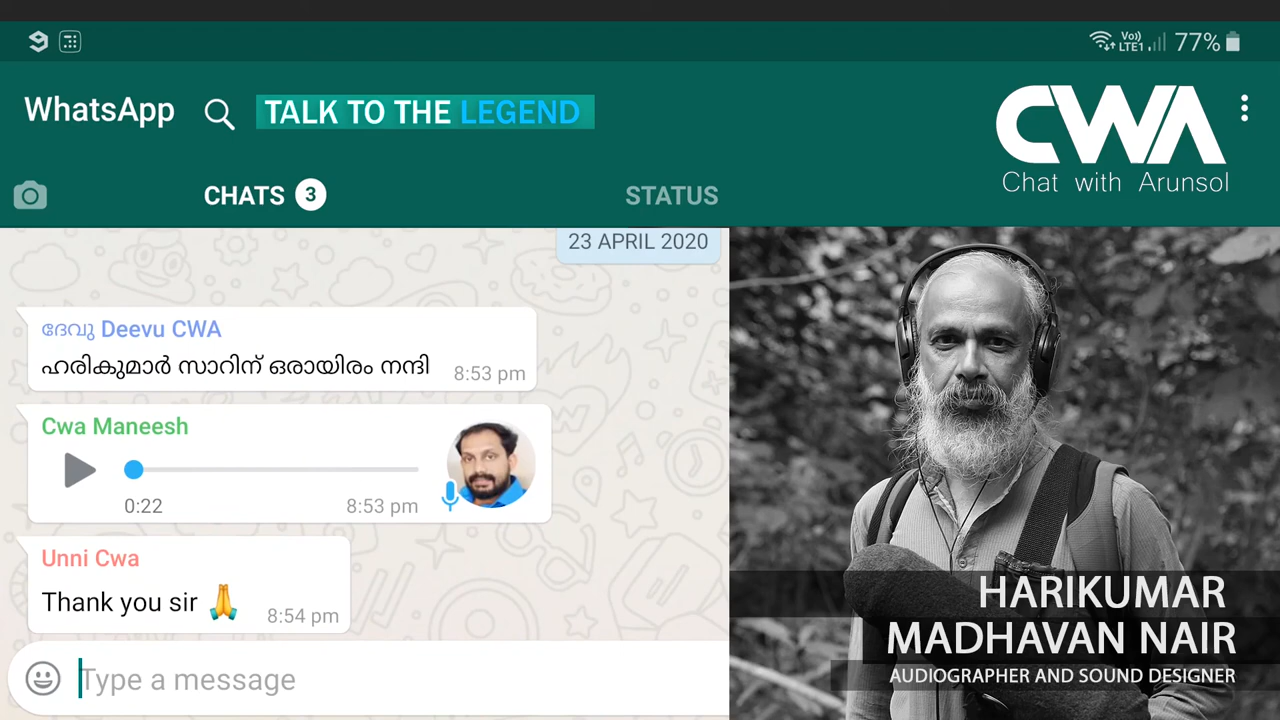 Vo)) LTE1 77%
WhatsApp
TALK TO THE LEGEND
CWA
Chat with Arunsol
CHATS 3
STATUS
23 APRIL 2020
ദേവു Deevu CWA
ഹരികുമാർ സാറിന് ഒരായിരം നന്ദി 8:53 pm
Cwa Maneesh
0:22 8:53 pm
Unni Cwa
Thank you sir 🙏 8:54 pm
Type a message
HARIKUMAR
MADHAVAN NAIR
AUDIOGRAPHER AND SOUND DESIGNER